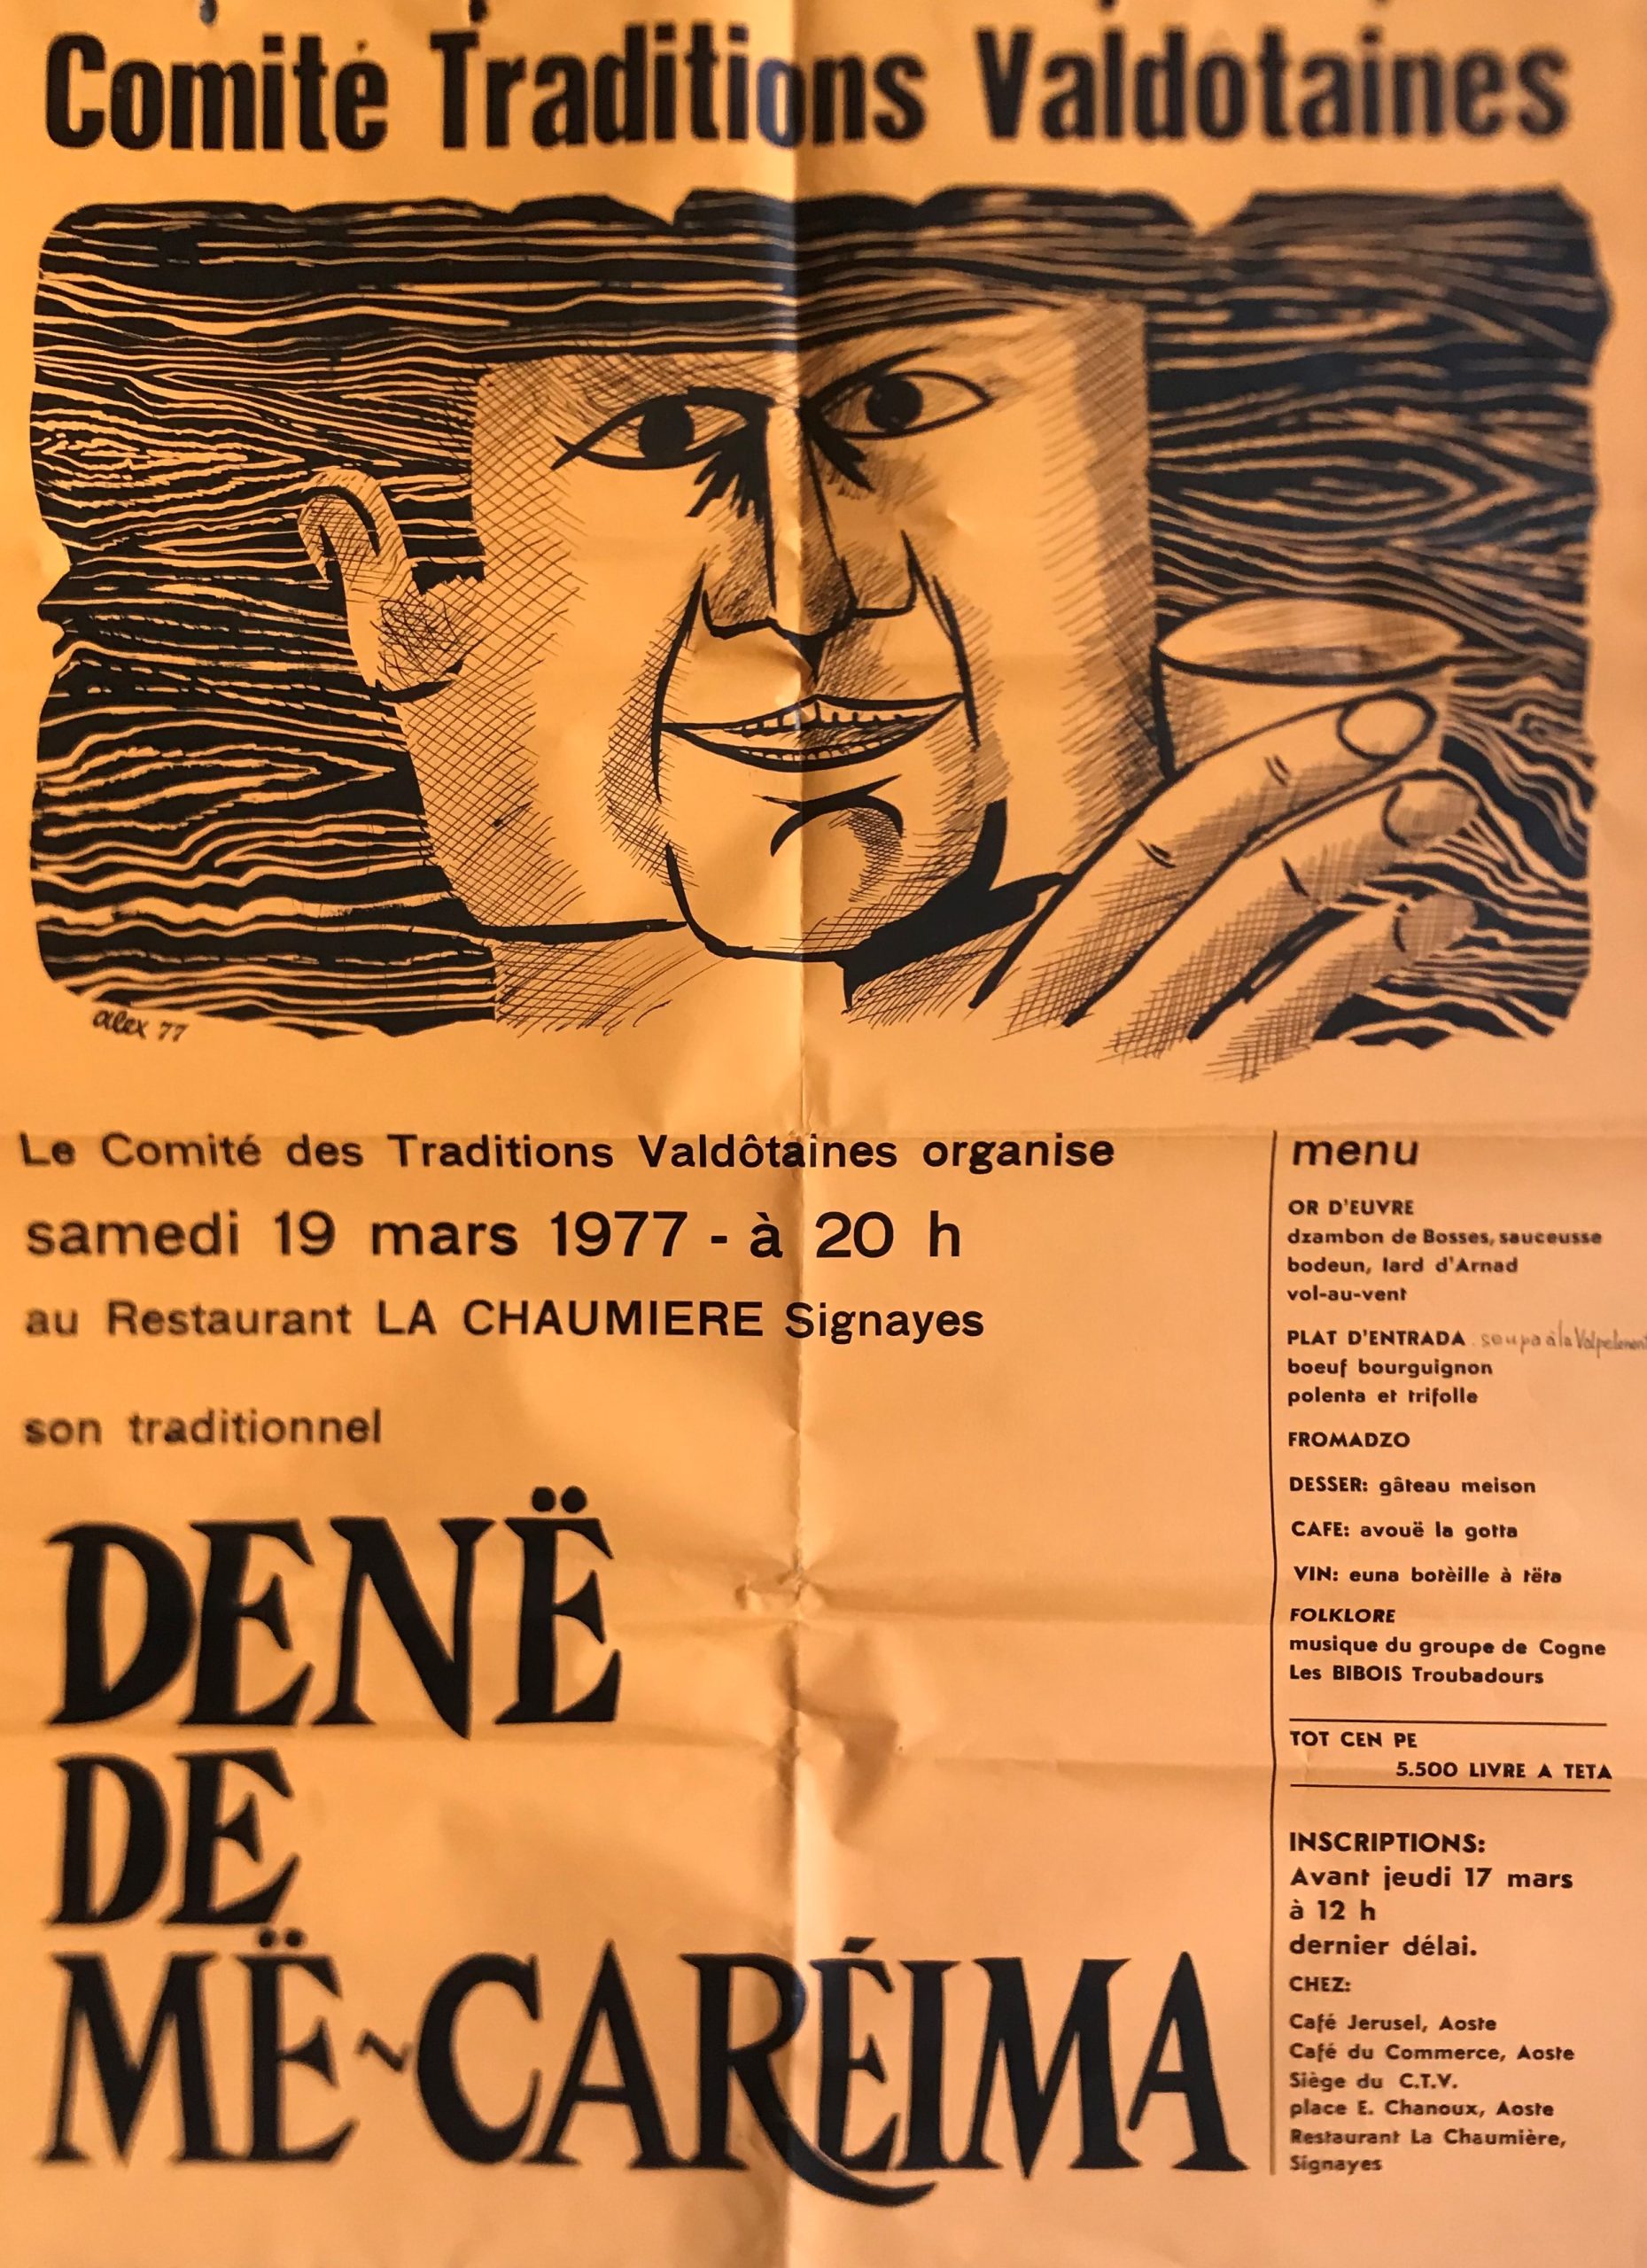 Comité Traditions Valdotaines
alex 77
Le Comité des Traditions Valdôtaines organise
samedi 19 mars 1977 - à 20 h
au Restaurant LA CHAUMIERE Signayes
son traditionnel
DENË
DE
MË~CARÉIMA
menu
OR D'EUVRE
dzambon de Bosses, sauceusse
bodeun, lard d'Arnad
vol-au-vent
PLAT D'ENTRADA soupa à la
boeuf bourguignon
polenta et trifolle
FROMADZO
DESSER: gâteau meison
CAFE: avouë la gotta
VIN: euna botèille à tëta
FOLKLORE
musique du groupe de Cogne
Les BIBOIS Troubadours
TOT CEN PE
5.500 LIVRE A TETA
INSCRIPTIONS:
Avant jeudi 17 mars
à 12 h
dernier délai.
CHEZ:
Café Jerusel, Aoste
Café du Commerce, Aoste
Siège du C.T.V.
place E. Chanoux, Aoste
Restaurant La Chaumière,
Signayes